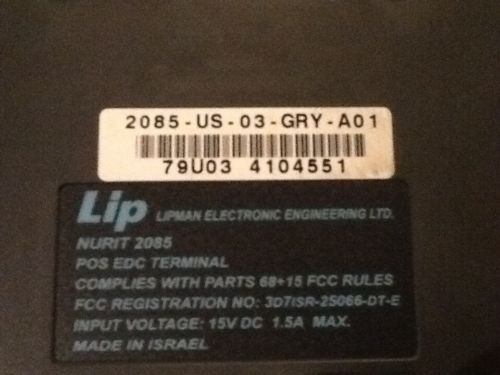 2085-US-03-GRY-A01
79U03 4104551
Lip LIPMAN ELECTRONIC ENGINEERING LTD.
NURIT 2085
POS EDC TERMINAL
COMPLIES WITH PARTS 68+15 FCC RULES
FCC REGISTRATION NO: 3D7ISR-25066-DT-E
INPUT VOLTAGE: 15V DC 1.5A MAX.
MADE IN ISRAEL